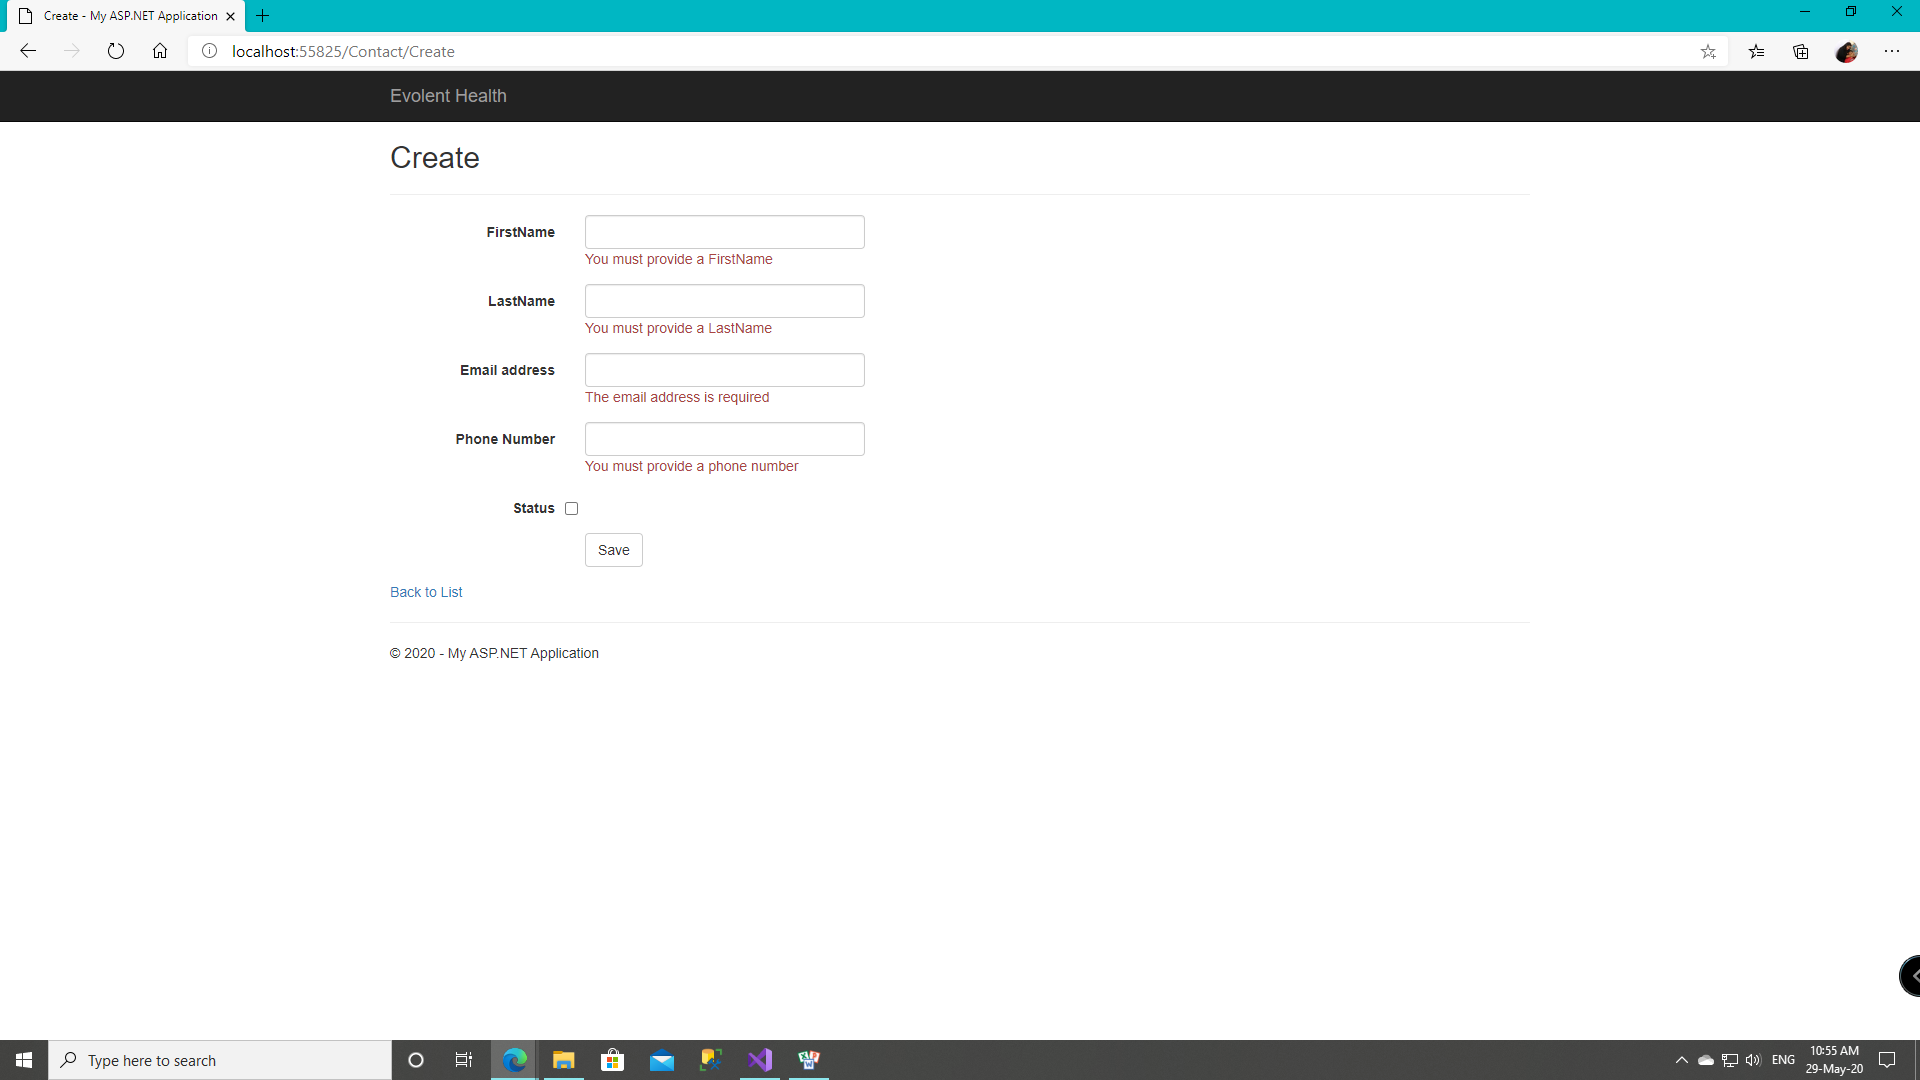 Create - My ASP.NET Application
localhost:55825/Contact/Create
Evolent Health
Create
FirstName
You must provide a FirstName
LastName
You must provide a LastName
Email address
The email address is required
Phone Number
You must provide a phone number
Status
Save
Back to List
© 2020 - My ASP.NET Application
Type here to search
ENG
10:55 AM
29-May-20